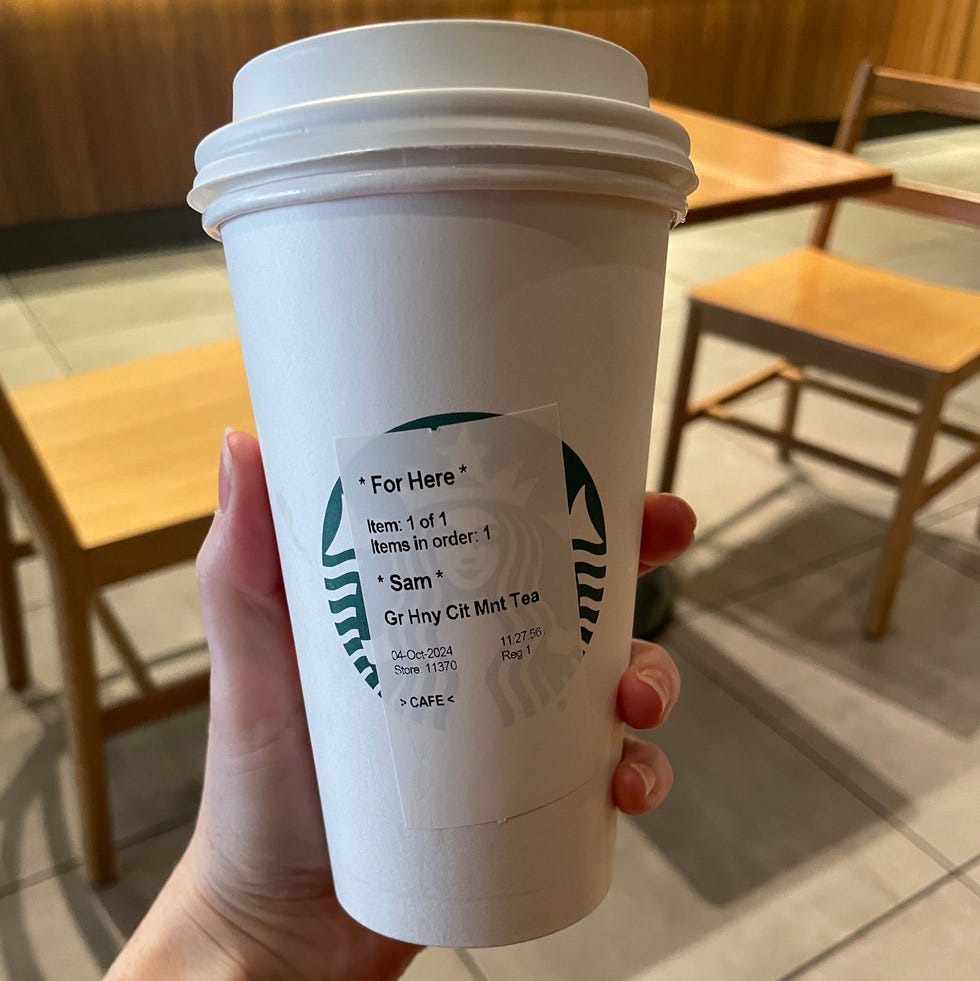 * For Here *
Item: 1 of 1
Items in order: 1
* Sam *
Gr Hny Cit Mnt Tea
04-Oct-2024 11:27:56
Store: 11370 Reg 1
> CAFE <